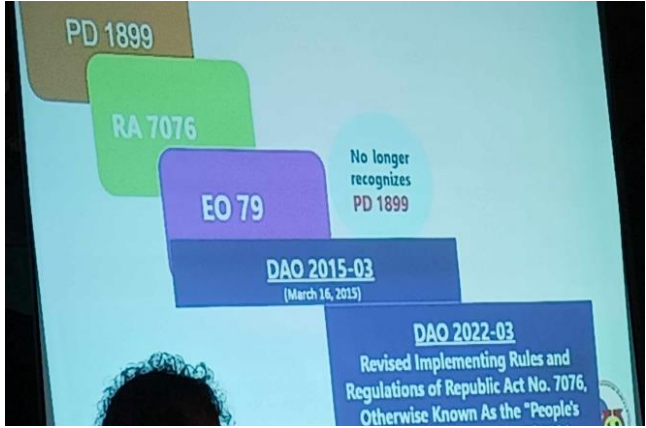 PD 1899
RA 7076
EO 79
No longer
recognizes
PD 1899
DAO 2015-03
(March 16, 2015)
DAO 2022-03
Revised Implementing Rules and
Regulations of Republic Act No. 7076,
Otherwise Known As the "People's